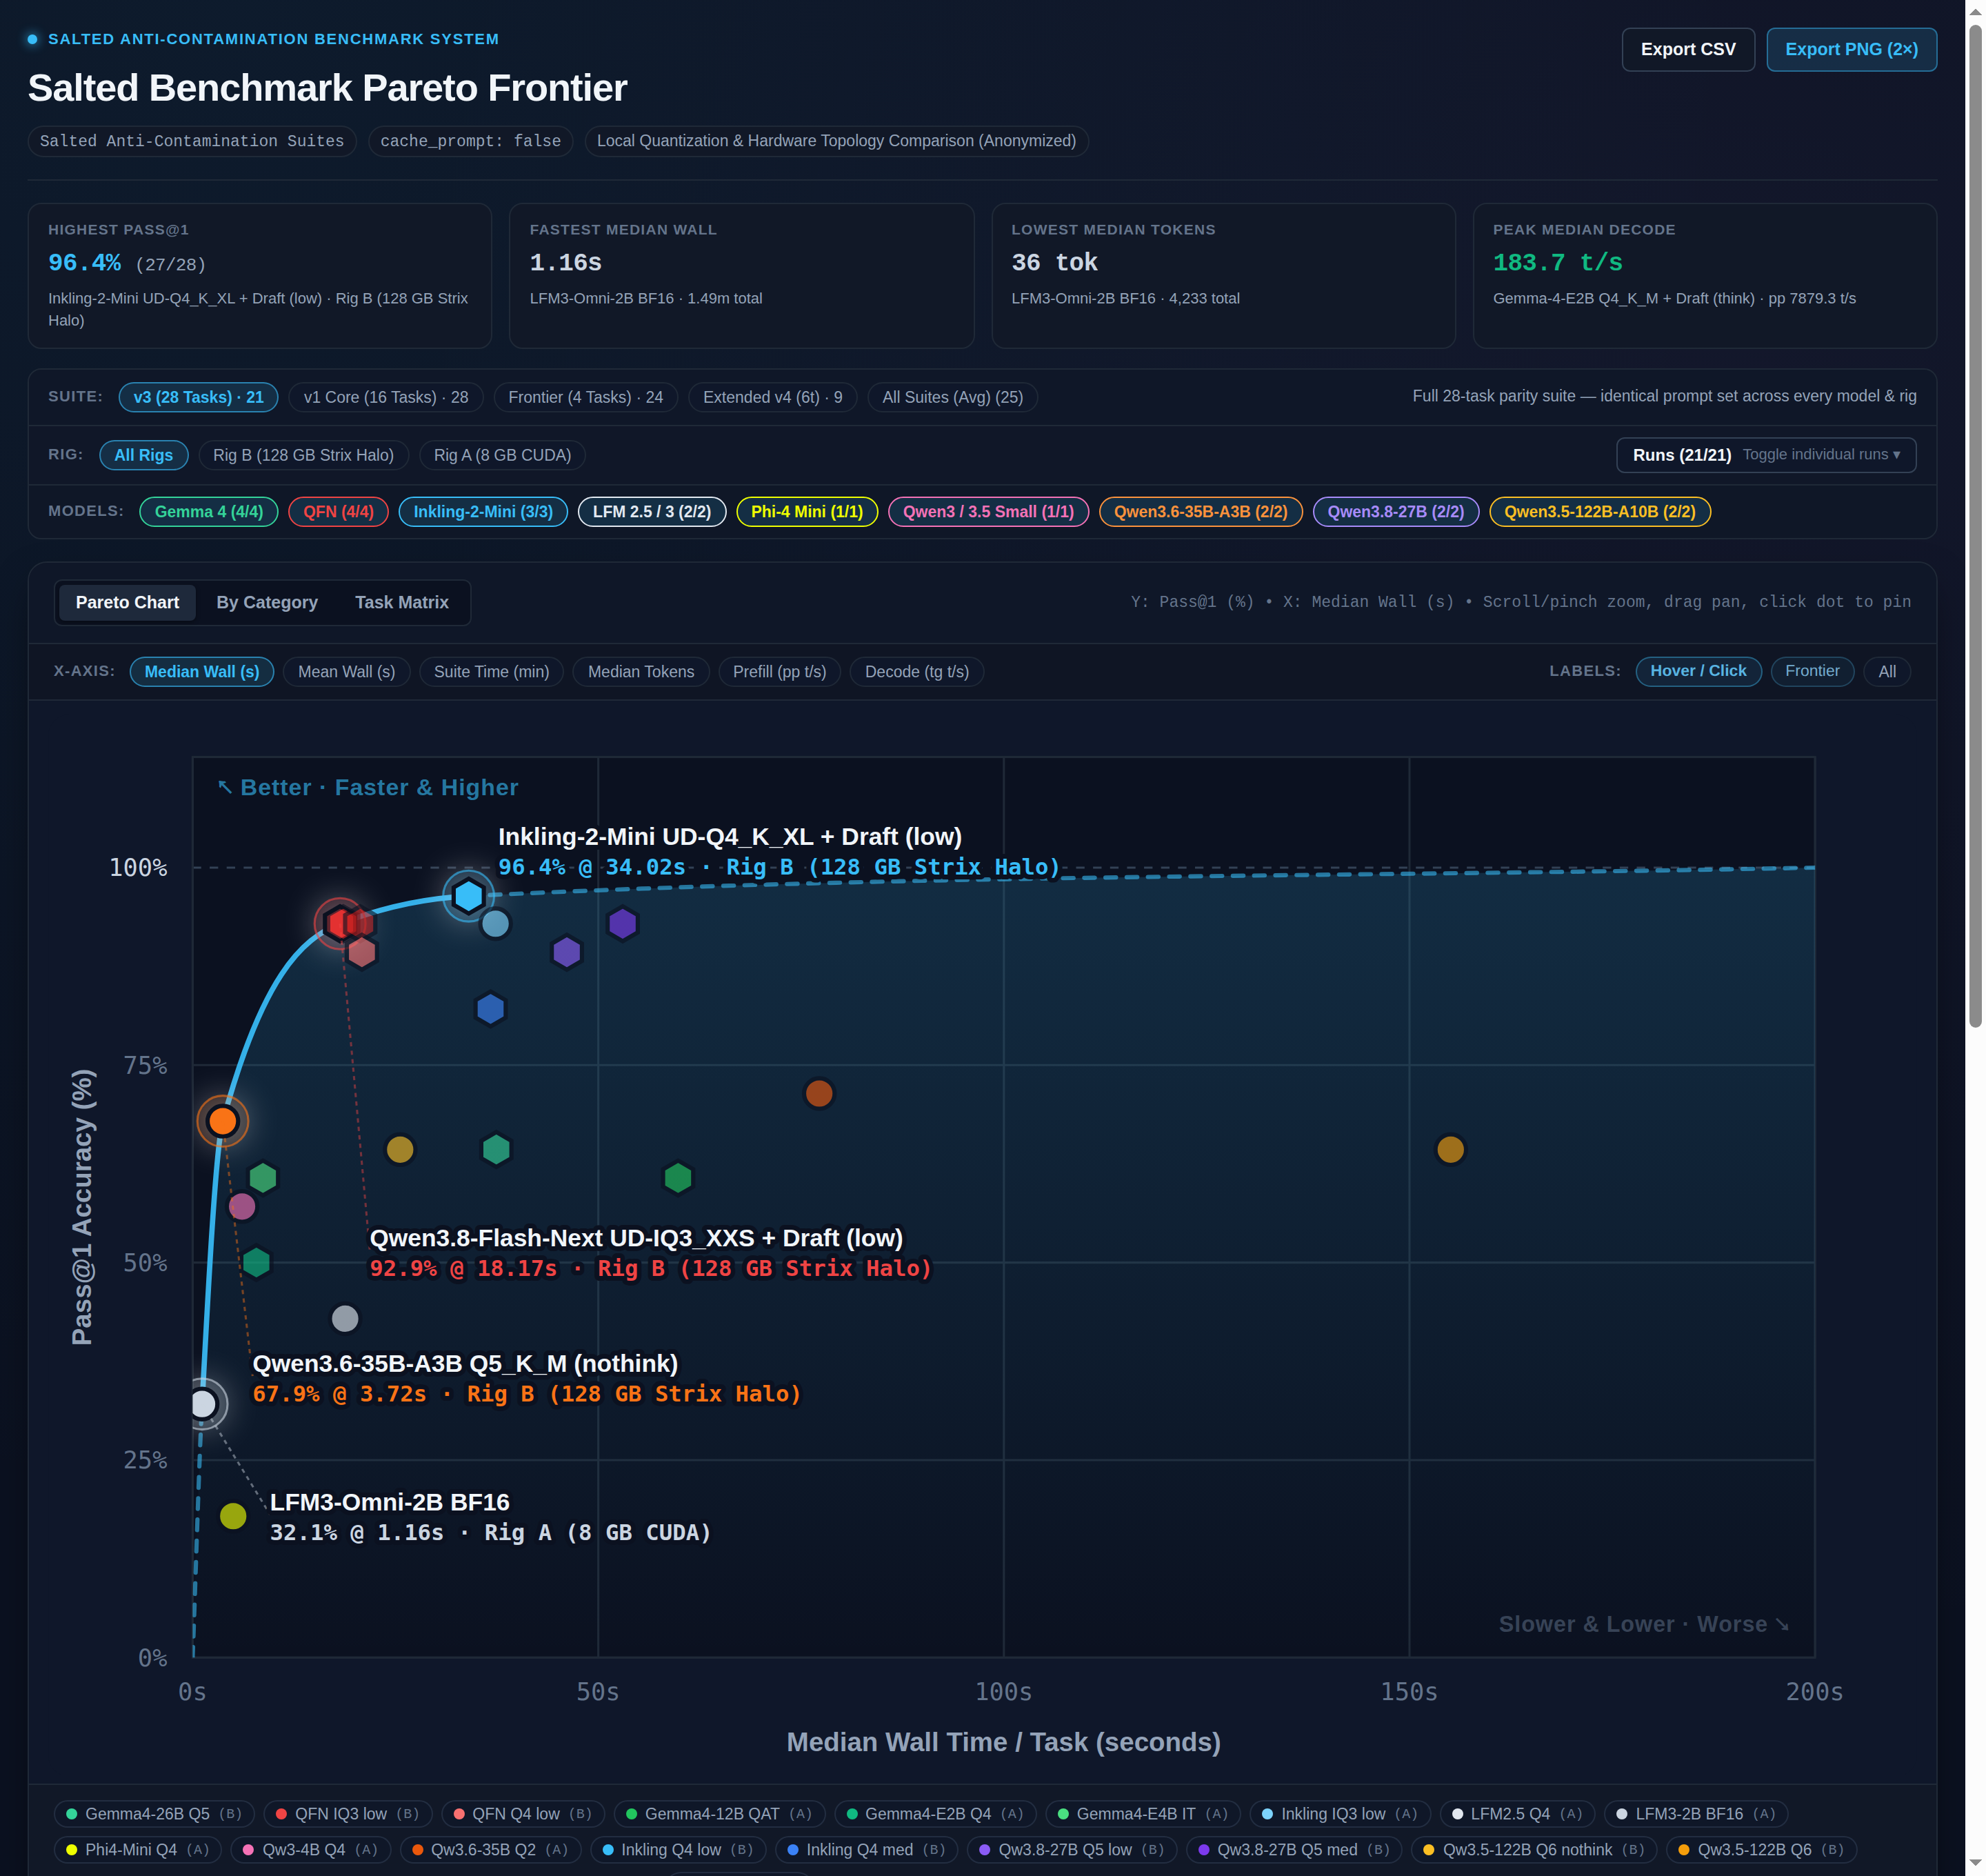 SALTED ANTI-CONTAMINATION BENCHMARK SYSTEM
Export CSV
Export PNG (2×)
Salted Benchmark Pareto Frontier
Salted Anti-Contamination Suites
cache_prompt: false
Local Quantization & Hardware Topology Comparison (Anonymized)
HIGHEST PASS@1
96.4% (27/28)
Inkling-2-Mini UD-Q4_K_XL + Draft (low) · Rig B (128 GB Strix
Halo)
FASTEST MEDIAN WALL
1.16s
LFM3-Omni-2B BF16 · 1.49m total
LOWEST MEDIAN TOKENS
36 tok
LFM3-Omni-2B BF16 · 4,233 total
PEAK MEDIAN DECODE
183.7 t/s
Gemma-4-E2B Q4_K_M + Draft (think) · pp 7879.3 t/s
SUITE: v3 (28 Tasks) · 21 v1 Core (16 Tasks) · 28 Frontier (4 Tasks) · 24 Extended v4 (6t) · 9 All Suites (Avg) (25) Full 28-task parity suite — identical prompt set across every model & rig
RIG: All Rigs Rig B (128 GB Strix Halo) Rig A (8 GB CUDA) Runs (21/21) Toggle individual runs ▾
MODELS: Gemma 4 (4/4) QFN (4/4) Inkling-2-Mini (3/3) LFM 2.5 / 3 (2/2) Phi-4 Mini (1/1) Qwen3 / 3.5 Small (1/1) Qwen3.6-35B-A3B (2/2) Qwen3.8-27B (2/2) Qwen3.5-122B-A10B (2/2)
Pareto Chart By Category Task Matrix Y: Pass@1 (%) • X: Median Wall (s) • Scroll/pinch zoom, drag pan, click dot to pin
X-AXIS: Median Wall (s) Mean Wall (s) Suite Time (min) Median Tokens Prefill (pp t/s) Decode (tg t/s) LABELS: Hover / Click Frontier All
↖ Better · Faster & Higher
Inkling-2-Mini UD-Q4_K_XL + Draft (low)
96.4% @ 34.02s · Rig B (128 GB Strix Halo)
100%
75%
Pass@1 Accuracy (%)
Qwen3.8-Flash-Next UD-IQ3_XXS + Draft (low)
92.9% @ 18.17s · Rig B (128 GB Strix Halo)
50%
Qwen3.6-35B-A3B Q5_K_M (nothink)
67.9% @ 3.72s · Rig B (128 GB Strix Halo)
25%
LFM3-Omni-2B BF16
32.1% @ 1.16s · Rig A (8 GB CUDA)
Slower & Lower · Worse ↘
0%
0s 50s 100s 150s 200s
Median Wall Time / Task (seconds)
Gemma4-26B Q5 (B) QFN IQ3 low (B) QFN Q4 low (B) Gemma4-12B QAT (A) Gemma4-E2B Q4 (A) Gemma4-E4B IT (A) Inkling IQ3 low (A) LFM2.5 Q4 (A) LFM3-2B BF16 (A)
Phi4-Mini Q4 (A) Qw3-4B Q4 (A) Qw3.6-35B Q2 (A) Inkling Q4 low (B) Inkling Q4 med (B) Qw3.8-27B Q5 low (B) Qw3.8-27B Q5 med (B) Qw3.5-122B Q6 nothink (B) Qw3.5-122B Q6 (B)